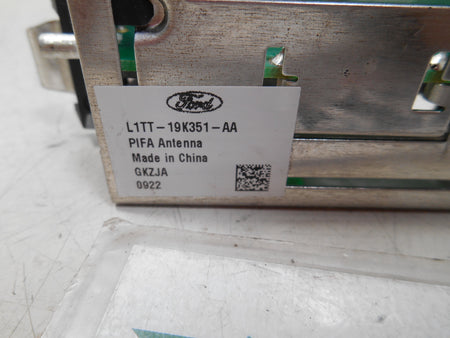 Ford
L1TT-19K351-AA
PIFA Antenna
Made in China
GKZJA
0922